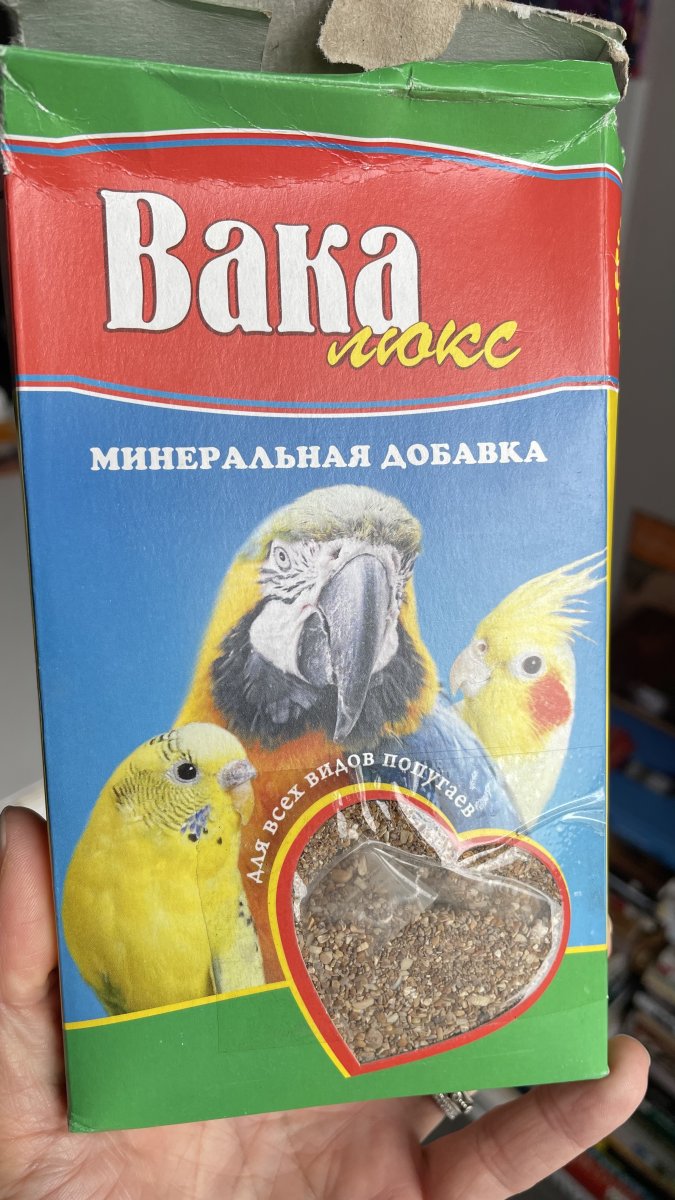 Вака
люкс
МИНЕРАЛЬНАЯ ДОБАВКА
для всех видов попугаев